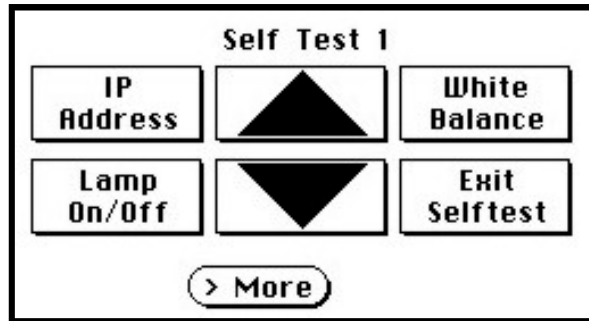 Self Test 1
IP
Address
White
Balance
Lamp
On/Off
Exit
Selftest
> More